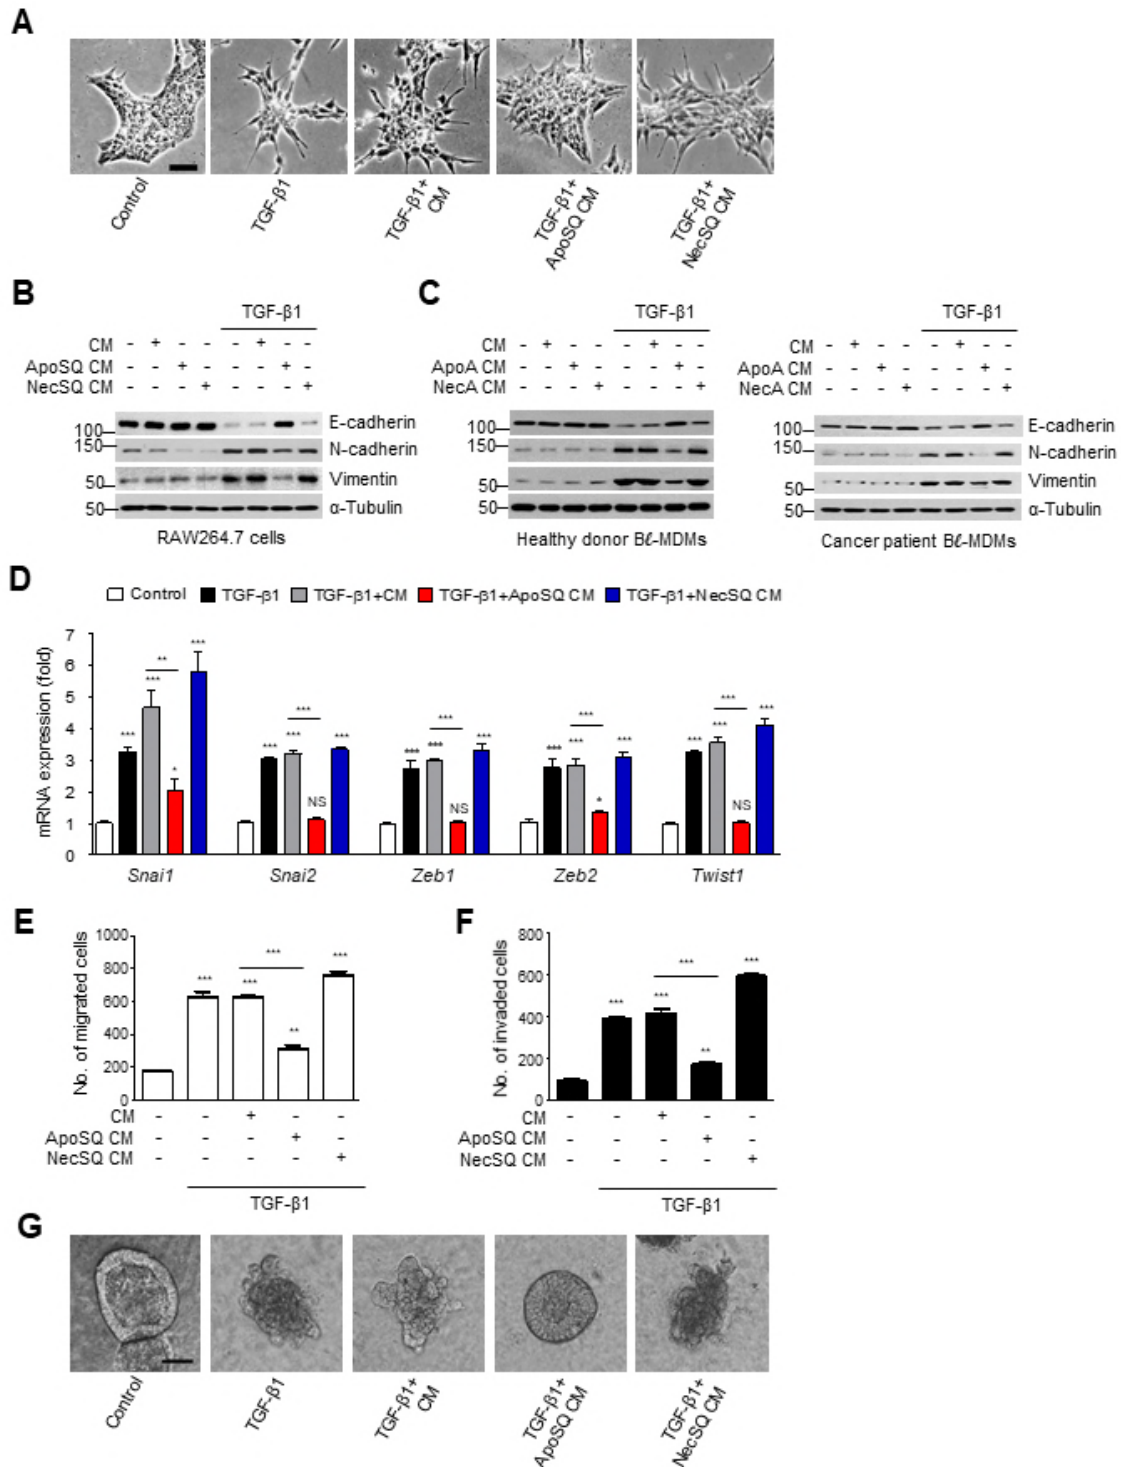 A
Control
TGF-β1
TGF-β1+
CM
TGF-β1+
ApoSQ CM
TGF-β1+
NecSQ CM
B
TGF-β1
CM - + - - - + - -
ApoSQ CM - - + - - - + -
NecSQ CM - - - + - - - +
100 E-cadherin
150 N-cadherin
50 Vimentin
50 α-Tubulin
RAW264.7 cells
C
TGF-β1
CM - + - - - + - -
ApoA CM - - + - - - + -
NecA CM - - - + - - - +
100
150
50
50
Healthy donor Bℓ-MDMs
TGF-β1
CM - + - - - + - -
ApoA CM - - + - - - + -
NecA CM - - - + - - - +
100 E-cadherin
150 N-cadherin
50 Vimentin
50 α-Tubulin
Cancer patient Bℓ-MDMs
D
Control TGF-β1 TGF-β1+CM TGF-β1+ApoSQ CM TGF-β1+NecSQ CM
mRNA expression (fold)
7
6
5
4
3
2
1
0
*** *** ** * ***
*** *** *** NS ***
*** *** *** NS ***
*** *** *** * ***
*** *** *** NS ***
Snai1 Snai2 Zeb1 Zeb2 Twist1
E
No. of migrated cells
1000
800
600
400
200
0
*** *** *** ** ***
CM - - + - -
ApoSQ CM - - - + -
NecSQ CM - - - - +
TGF-β1
F
No. of invaded cells
800
600
400
200
0
*** *** *** ** ***
CM - - + - -
ApoSQ CM - - - + -
NecSQ CM - - - - +
TGF-β1
G
Control
TGF-β1
TGF-β1+
CM
TGF-β1+
ApoSQ CM
TGF-β1+
NecSQ CM